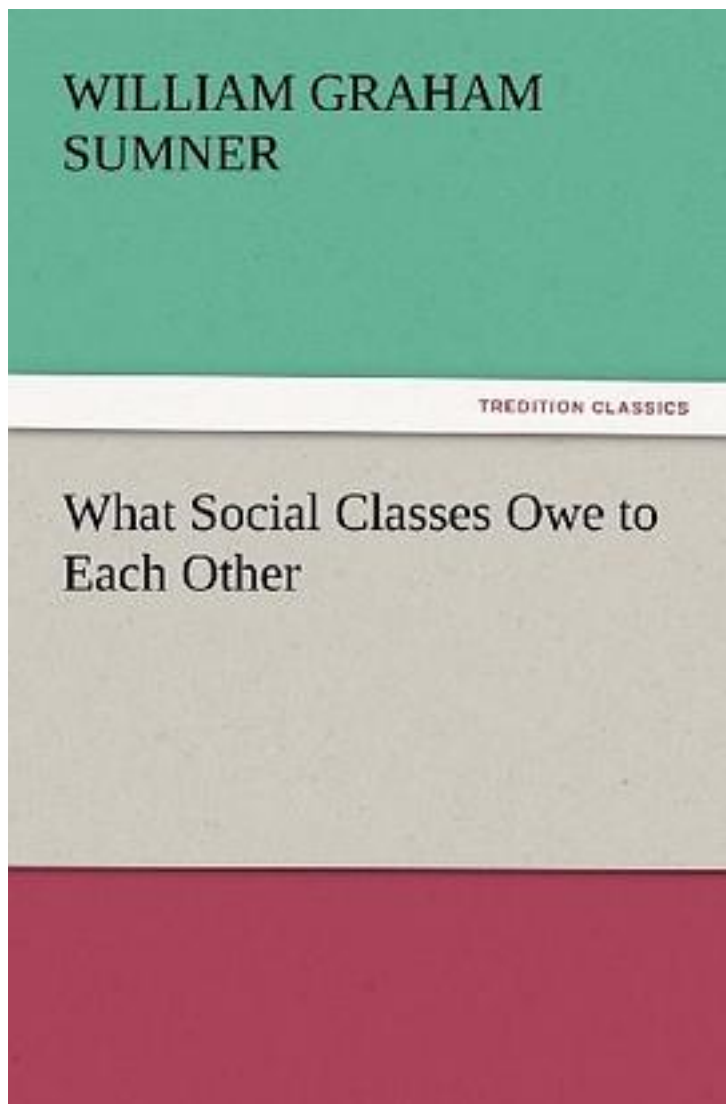 WILLIAM GRAHAM
SUMNER
TREDITION CLASSICS
What Social Classes Owe to
Each Other